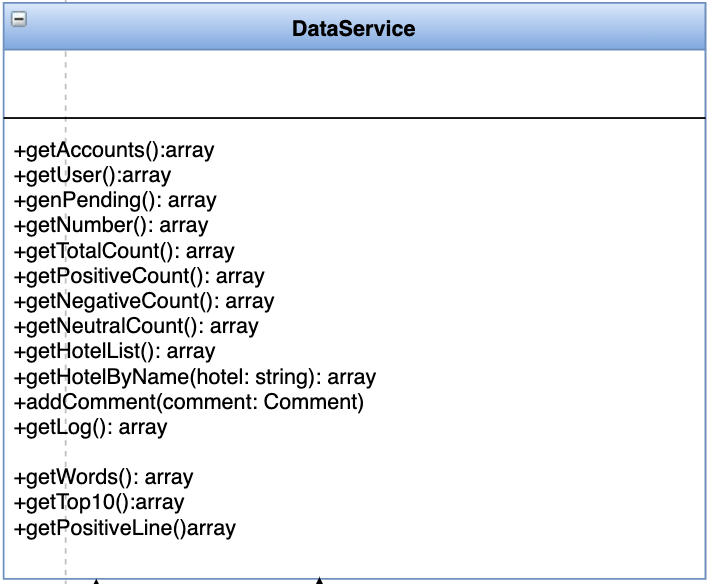 DataService
+getAccounts():array
+getUser():array
+genPending(): array
+getNumber(): array
+getTotalCount(): array
+getPositiveCount(): array
+getNegativeCount(): array
+getNeutralCount(): array
+getHotelList(): array
+getHotelByName(hotel: string): array
+addComment(comment: Comment)
+getLog(): array
+getWords(): array
+getTop10():array
+getPositiveLine()array